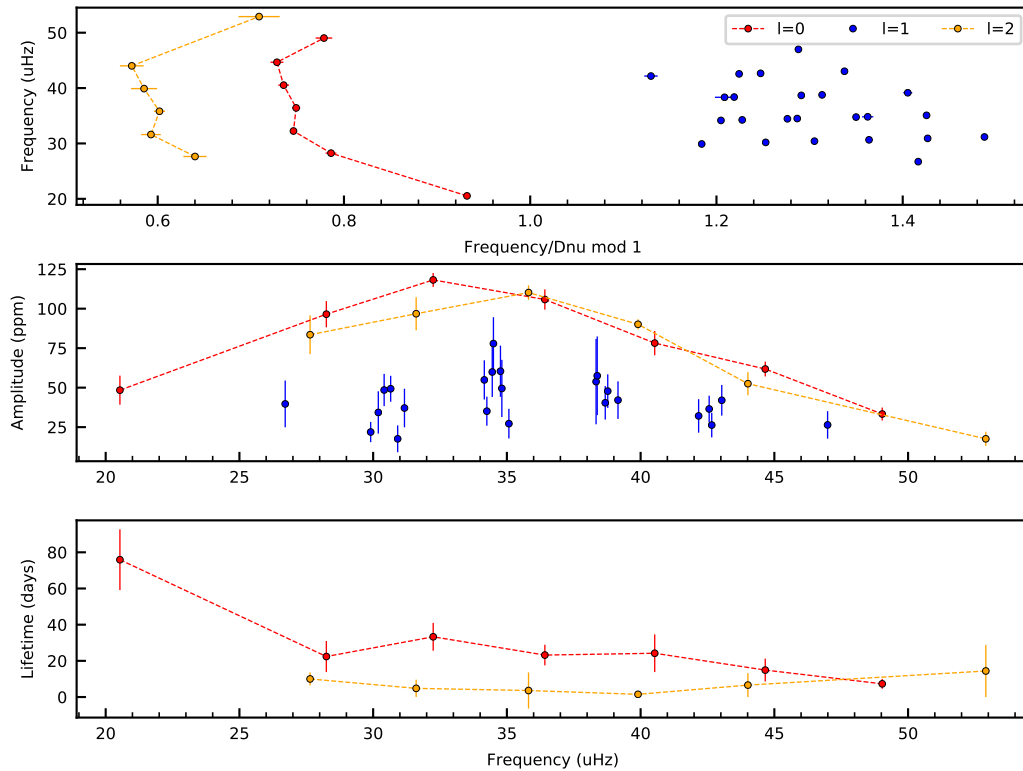 l=0 l=1 l=2
50
40
30
20
Frequency (uHz)
0.6 0.8 1.0 1.2 1.4
Frequency/Dnu mod 1
125
100
75
50
25
Amplitude (ppm)
20 25 30 35 40 45 50
80
60
40
20
0
Lifetime (days)
20 25 30 35 40 45 50
Frequency (uHz)